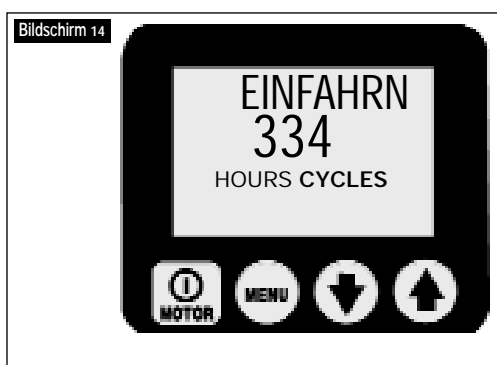 Bildschirm 14
EINFAHRN
334
HOURS CYCLES
MOTOR
MENU